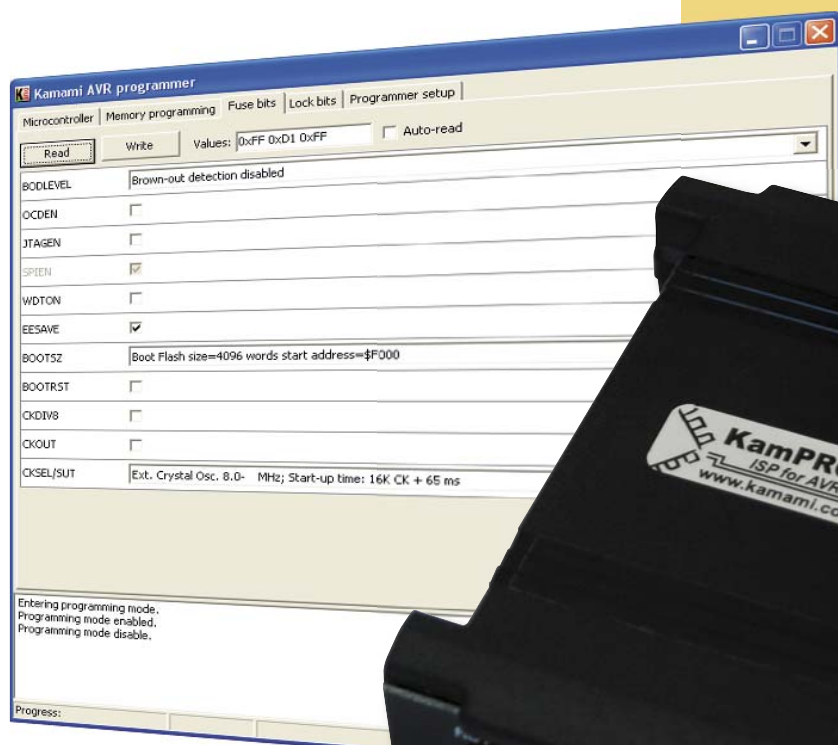 Kamami AVR programmer
Microcontroller Memory programming Fuse bits Lock bits Programmer setup
Read Write Values: 0xFF 0xD1 0xFF Auto-read
BODLEVEL Brown-out detection disabled
OCDEN
JTAGEN
SPIEN
WDTON
EESAVE
BOOTSZ Boot Flash size=4096 words start address=$F000
BOOTRST
CKDIV8
CKOUT
CKSEL/SUT Ext. Crystal Osc. 8.0- MHz; Start-up time: 16K CK + 65 ms
Entering programming mode.
Programming mode enabled.
Programming mode disable.
Progress:
KamPRO
ISP for AVR
www.kamami.co